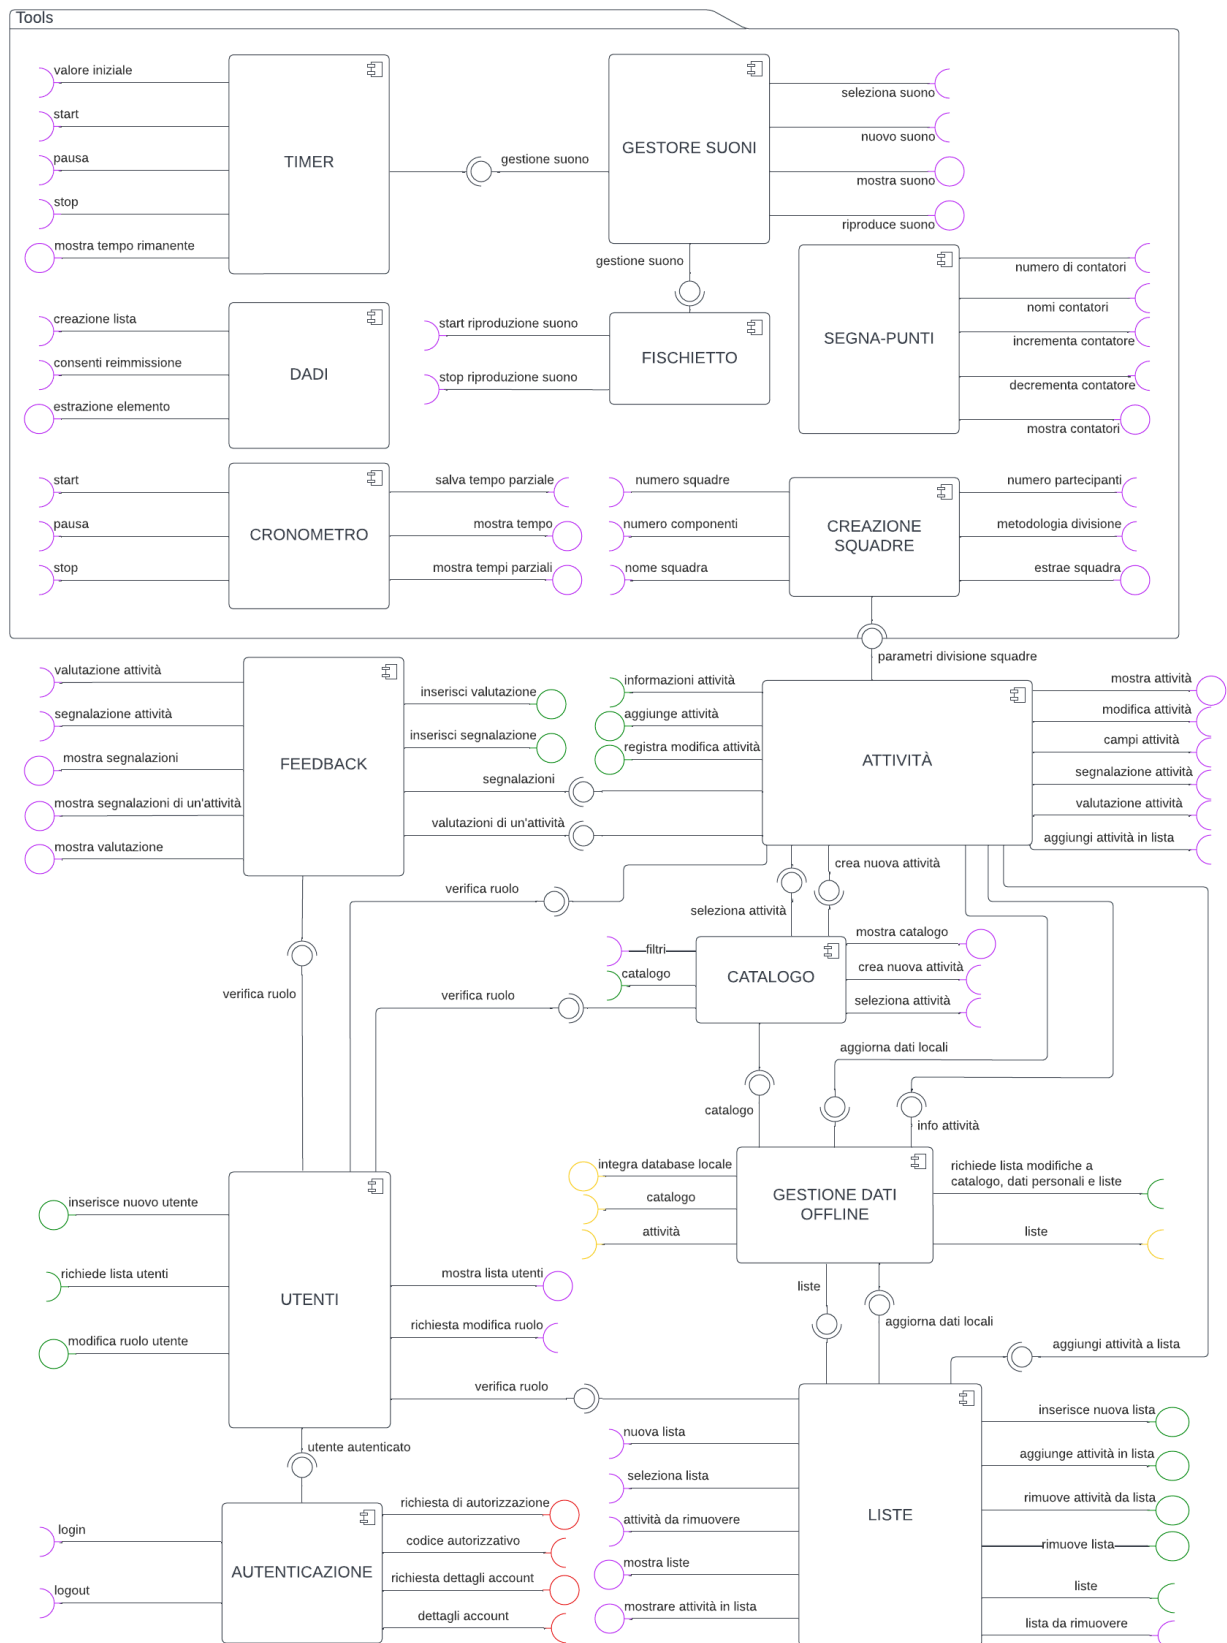 Tools
valore iniziale
start
pausa
stop
mostra tempo rimanente
TIMER
gestione suono
GESTORE SUONI
seleziona suono
nuovo suono
mostra suono
riproduce suono
gestione suono
creazione lista
consenti reimmissione
estrazione elemento
DADI
start riproduzione suono
stop riproduzione suono
FISCHIETTO
SEGNA-PUNTI
numero di contatori
nomi contatori
incrementa contatore
decrementa contatore
mostra contatori
start
pausa
stop
CRONOMETRO
salva tempo parziale
mostra tempo
mostra tempi parziali
numero squadre
numero componenti
nome squadra
CREAZIONE
SQUADRE
numero partecipanti
metodologia divisione
estrae squadra
parametri divisione squadre
valutazione attività
segnalazione attività
mostra segnalazioni
mostra segnalazioni di un'attività
mostra valutazione
FEEDBACK
inserisci valutazione
inserisci segnalazione
segnalazioni
valutazioni di un'attività
informazioni attività
aggiunge attività
registra modifica attività
ATTIVITÀ
mostra attività
modifica attività
campi attività
segnalazione attività
valutazione attività
aggiungi attività in lista
verifica ruolo
seleziona attività
crea nuova attività
verifica ruolo
filtri
catalogo
CATALOGO
mostra catalogo
crea nuova attività
seleziona attività
verifica ruolo
aggiorna dati locali
catalogo
info attività
integra database locale
catalogo
attività
GESTIONE DATI
OFFLINE
richiede lista modifiche a
catalogo, dati personali e liste
liste
inserisce nuovo utente
richiede lista utenti
modifica ruolo utente
UTENTI
mostra lista utenti
richiesta modifica ruolo
verifica ruolo
liste
aggiorna dati locali
aggiungi attività a lista
utente autenticato
login
logout
AUTENTICAZIONE
richiesta di autorizzazione
codice autorizzativo
richiesta dettagli account
dettagli account
nuova lista
seleziona lista
attività da rimuovere
mostra liste
mostrare attività in lista
LISTE
inserisce nuova lista
aggiunge attività in lista
rimuove attività da lista
rimuove lista
liste
lista da rimuovere